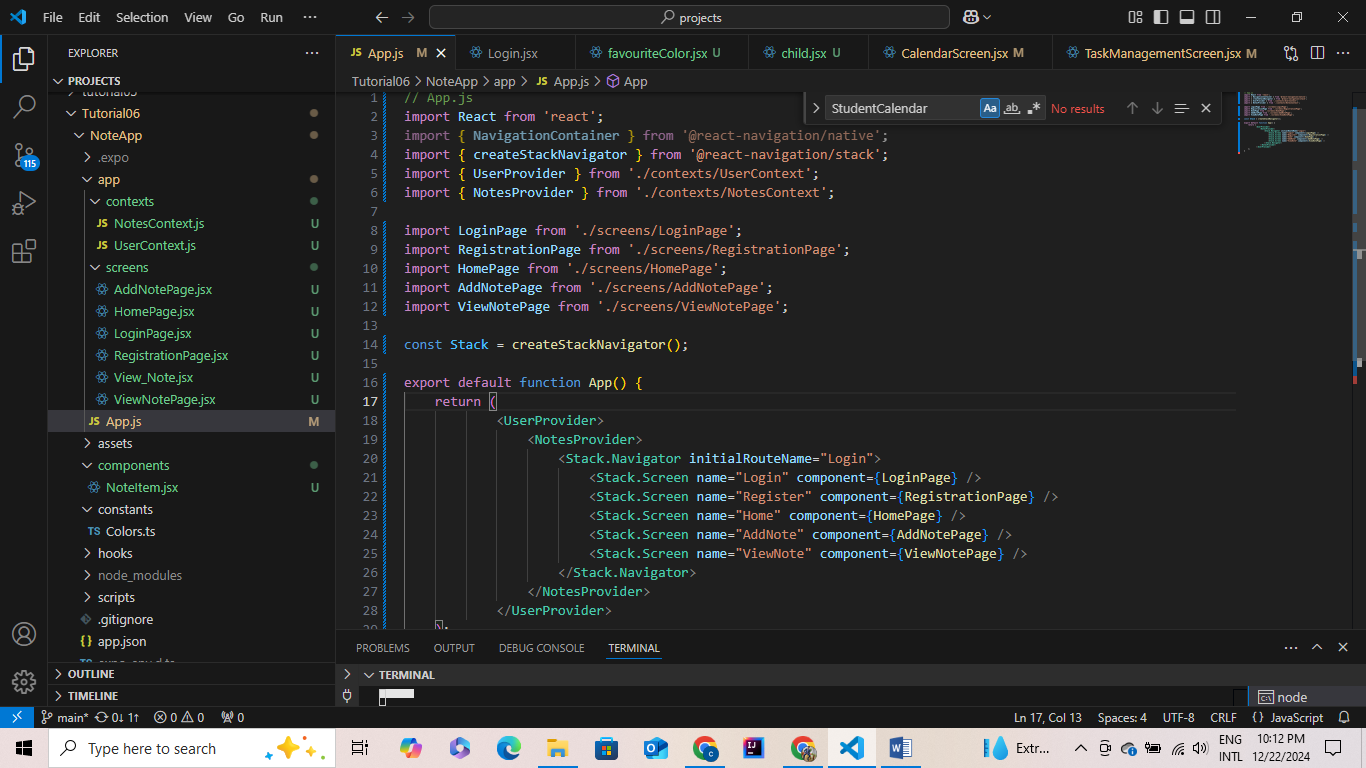 File Edit Selection View Go Run ··· projects
EXPLORER ···
App.js M Login.jsx favouriteColor.jsx U child.jsx U CalendarScreen.jsx M TaskManagementScreen.jsx M ···
PROJECTS
Tutorial06 > NoteApp > app > JS App.js > App
StudentCalendar Aa ab .* No results
tutorial05
Tutorial06
NoteApp
.expo
app
contexts
JS NotesContext.js U
JS UserContext.js U
screens
AddNotePage.jsx U
HomePage.jsx U
LoginPage.jsx U
RegistrationPage.jsx U
View_Note.jsx U
ViewNotePage.jsx U
JS App.js M
assets
components
NoteItem.jsx U
constants
TS Colors.ts
hooks
node_modules
scripts
.gitignore
{} app.json
OUTLINE
TIMELINE
115
1 // App.js
2 import React from 'react';
3 import { NavigationContainer } from '@react-navigation/native';
4 import { createStackNavigator } from '@react-navigation/stack';
5 import { UserProvider } from './contexts/UserContext';
6 import { NotesProvider } from './contexts/NotesContext';
7
8 import LoginPage from './screens/LoginPage';
9 import RegistrationPage from './screens/RegistrationPage';
10 import HomePage from './screens/HomePage';
11 import AddNotePage from './screens/AddNotePage';
12 import ViewNotePage from './screens/ViewNotePage';
13
14 const Stack = createStackNavigator();
15
16 export default function App() {
17 return (
18 <UserProvider>
19 <NotesProvider>
20 <Stack.Navigator initialRouteName="Login">
21 <Stack.Screen name="Login" component={LoginPage} />
22 <Stack.Screen name="Register" component={RegistrationPage} />
23 <Stack.Screen name="Home" component={HomePage} />
24 <Stack.Screen name="AddNote" component={AddNotePage} />
25 <Stack.Screen name="ViewNote" component={ViewNotePage} />
26 </Stack.Navigator>
27 </NotesProvider>
28 </UserProvider>
29 );
PROBLEMS OUTPUT DEBUG CONSOLE TERMINAL ···
TERMINAL
node
main* 0↓ 1↑ 0 0 0 Ln 17, Col 13 Spaces: 4 UTF-8 CRLF {} JavaScript
Type here to search Extr... ENG 10:12 PM
INTL 12/22/2024